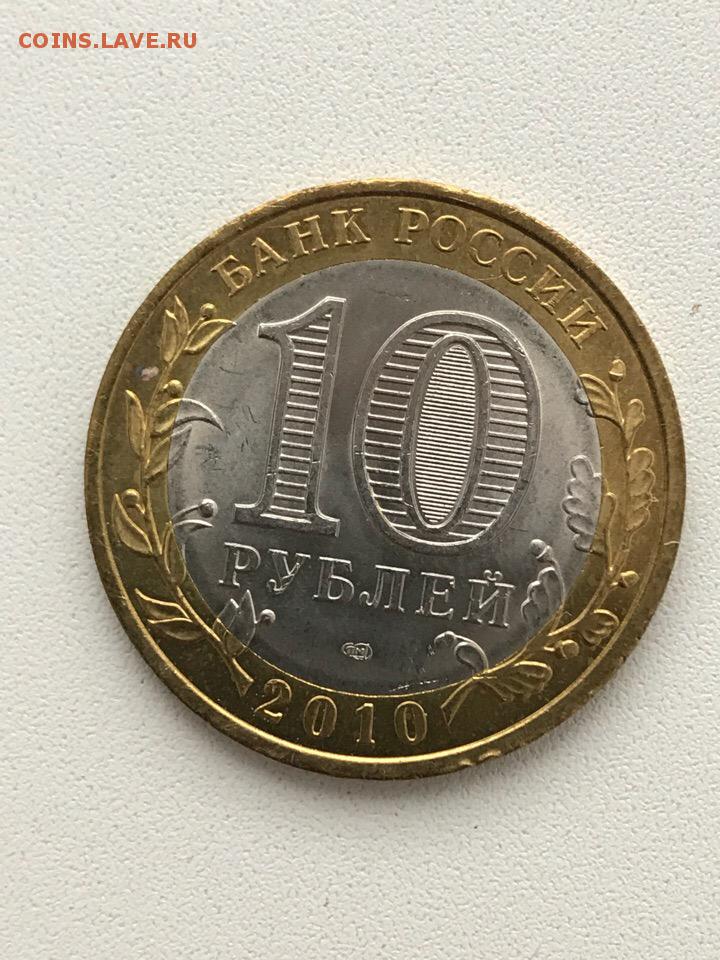 COINS.LAVE.RU
БАНК РОССИИ
10
РУБЛЕЙ
СПМД
2010